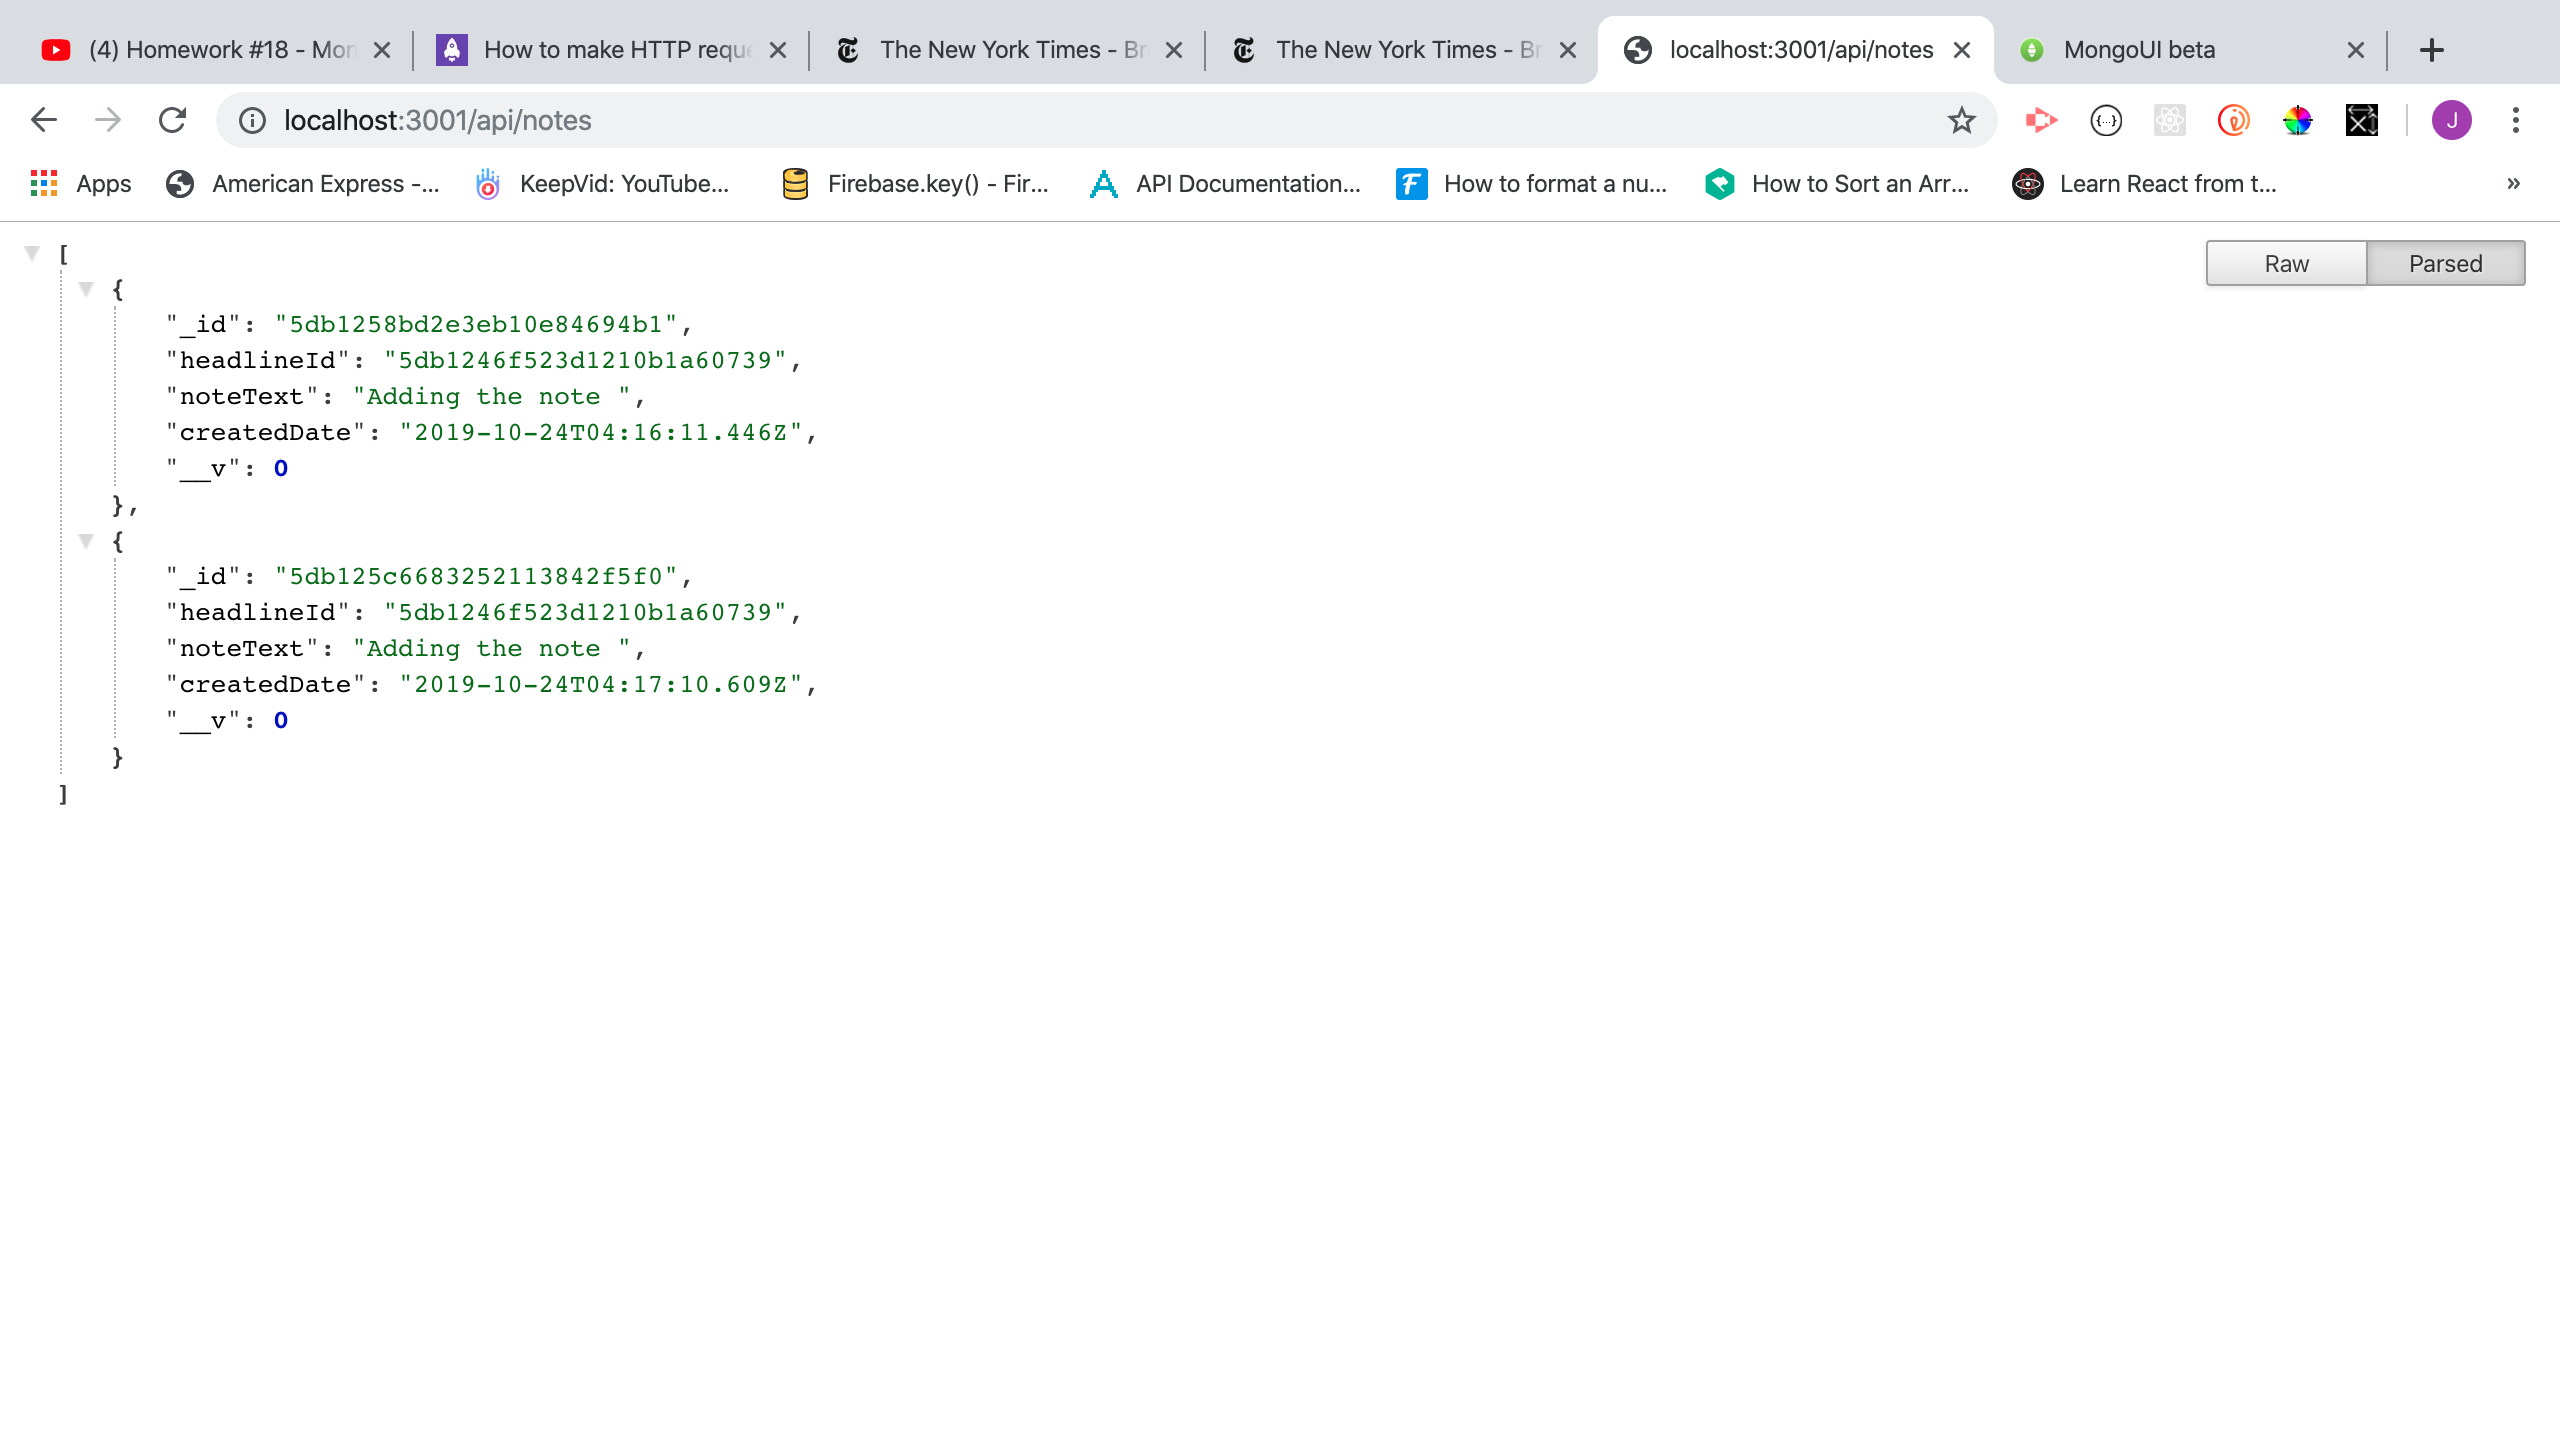 (4) Homework #18 - Mon
How to make HTTP reque
The New York Times - Br
The New York Times - Br
localhost:3001/api/notes
MongoUI beta
localhost:3001/api/notes
{...}
J
Apps
American Express -...
KeepVid: YouTube...
Firebase.key() - Fir...
API Documentation...
How to format a nu...
How to Sort an Arr...
Learn React from t...
»
Raw
Parsed
[
{
"_id": "5db1258bd2e3eb10e84694b1",
"headlineId": "5db1246f523d1210b1a60739",
"noteText": "Adding the note ",
"createdDate": "2019-10-24T04:16:11.446Z",
"__v": 0
},
{
"_id": "5db125c6683252113842f5f0",
"headlineId": "5db1246f523d1210b1a60739",
"noteText": "Adding the note ",
"createdDate": "2019-10-24T04:17:10.609Z",
"__v": 0
}
]